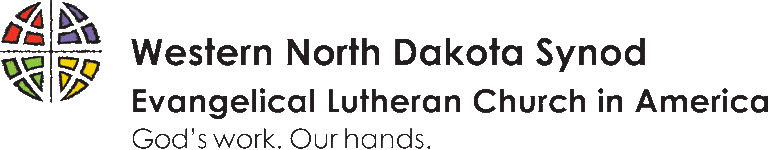 Western North Dakota Synod
Evangelical Lutheran Church in America
God's work. Our hands.